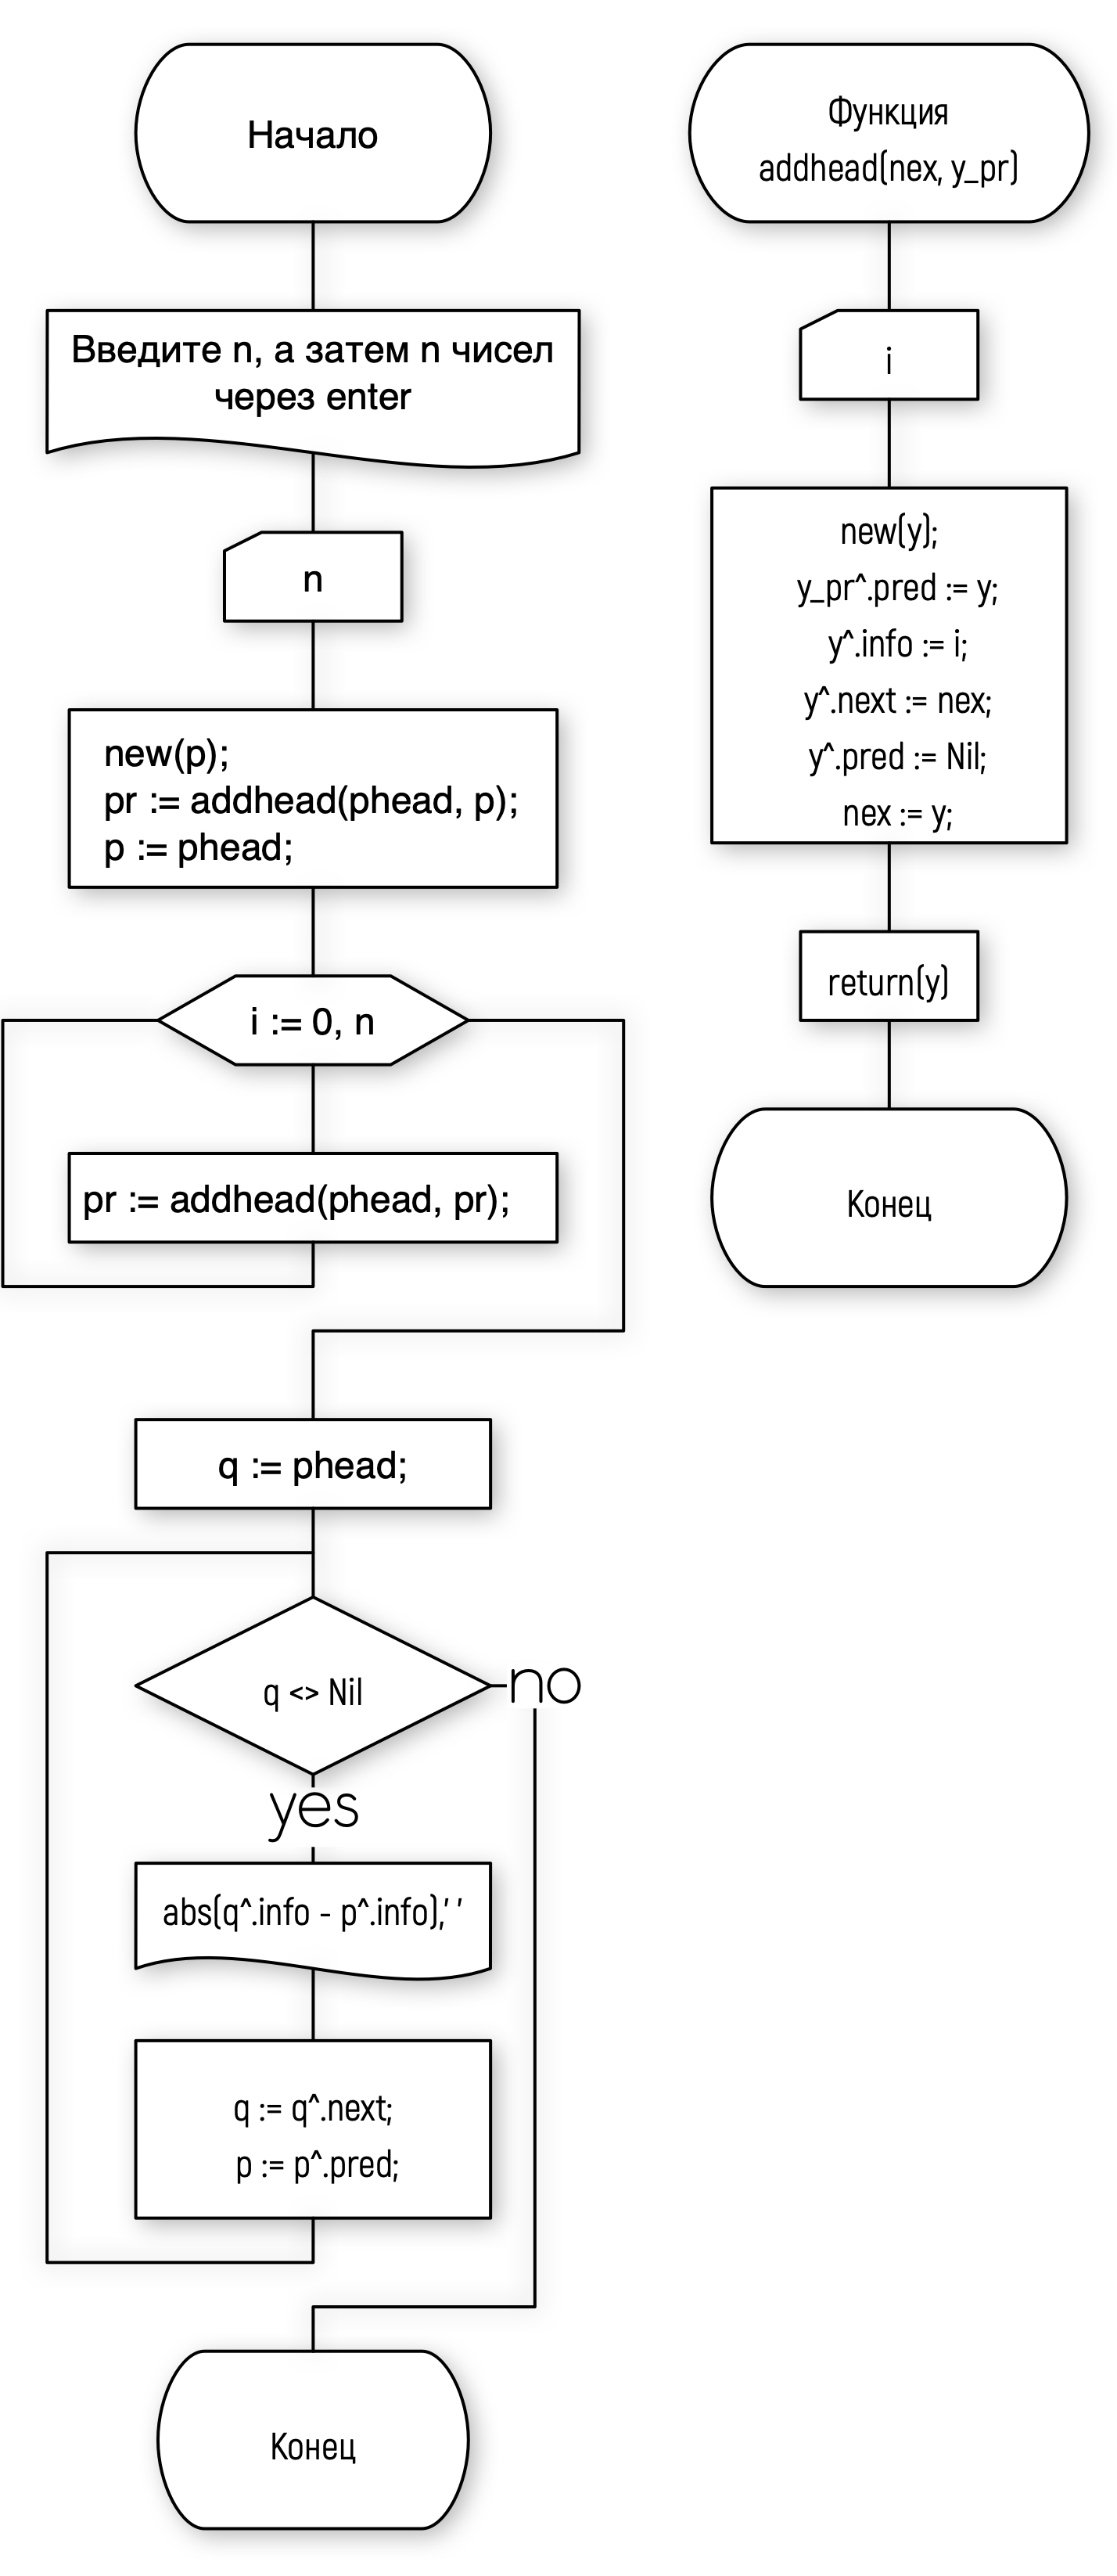 Начало
Введите n, а затем n чисел
через enter
n
new(p);
pr := addhead(phead, p);
p := phead;
i := 0, n
pr := addhead(phead, pr);
q := phead;
q <> Nil
no
yes
abs(q^.info - p^.info),' '
q := q^.next;
p := p^.pred;
Конец
Функция
addhead(nex, y_pr)
i
new(y);
y_pr^.pred := y;
y^.info := i;
y^.next := nex;
y^.pred := Nil;
nex := y;
return(y)
Конец